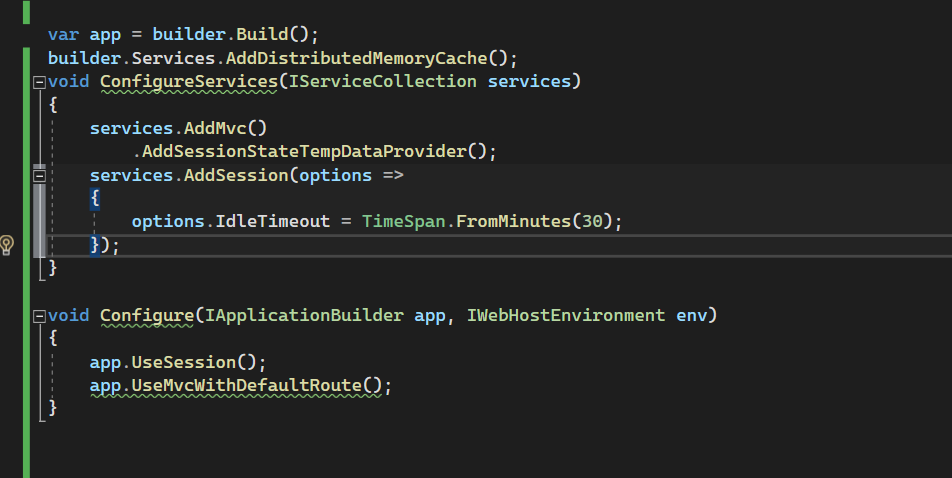 var app = builder.Build();
builder.Services.AddDistributedMemoryCache();
void ConfigureServices(IServiceCollection services)
{
    services.AddMvc()
        .AddSessionStateTempDataProvider();
    services.AddSession(options =>
    {
        options.IdleTimeout = TimeSpan.FromMinutes(30);
    });
}

void Configure(IApplicationBuilder app, IWebHostEnvironment env)
{
    app.UseSession();
    app.UseMvcWithDefaultRoute();
}